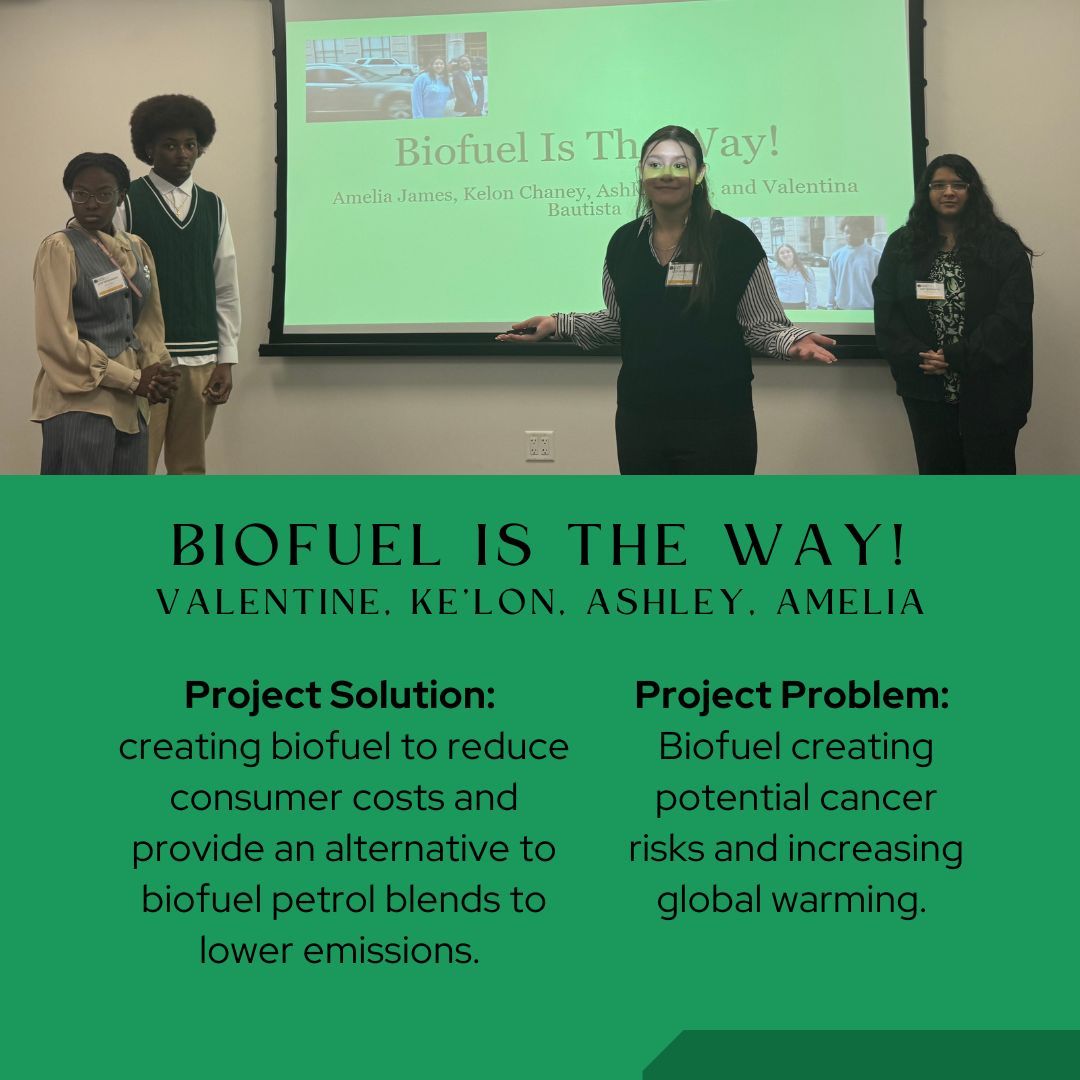 Biofuel Is The Way!
Amelia James, Kelon Chaney, Ash , and Valentina
Bautista
BIOFUEL IS THE WAY!
VALENTINE, KE'LON, ASHLEY, AMELIA
Project Solution:
creating biofuel to reduce
consumer costs and
provide an alternative to
biofuel petrol blends to
lower emissions.
Project Problem:
Biofuel creating
potential cancer
risks and increasing
global warming.